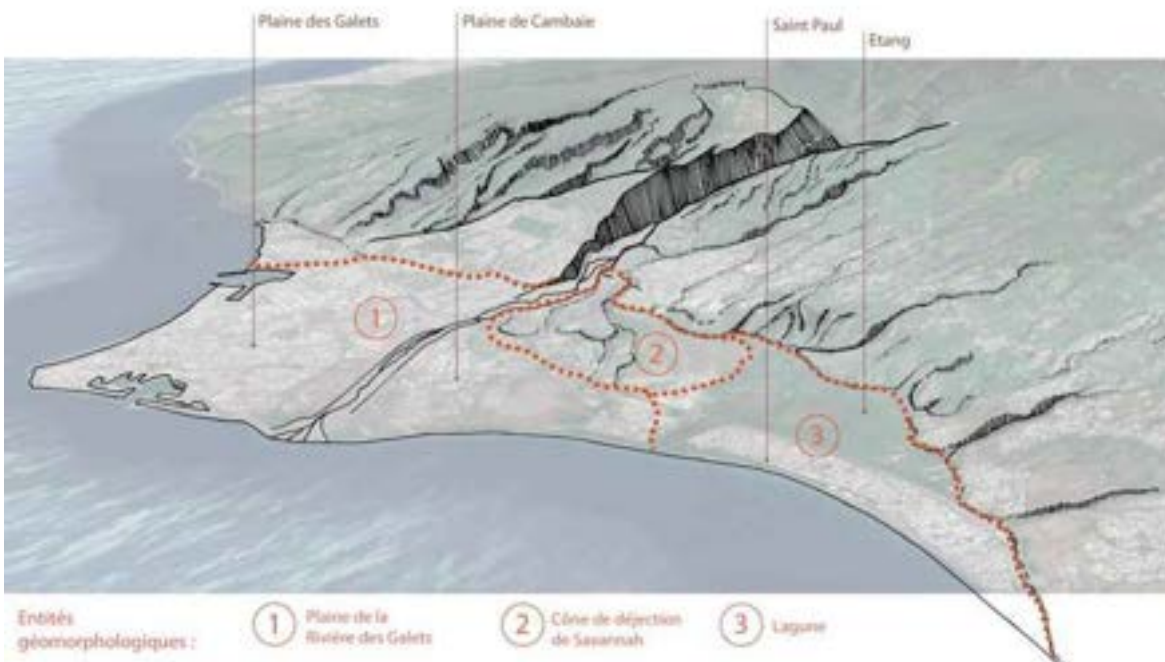 Plaine des Galets
Plaine de Cambaie
Saint Paul
Etang
1
2
3
Entités
géomorphologiques :
1 Plaine de la
Rivière des Galets
2 Cône de déjection
de Savannah
3 Lagune